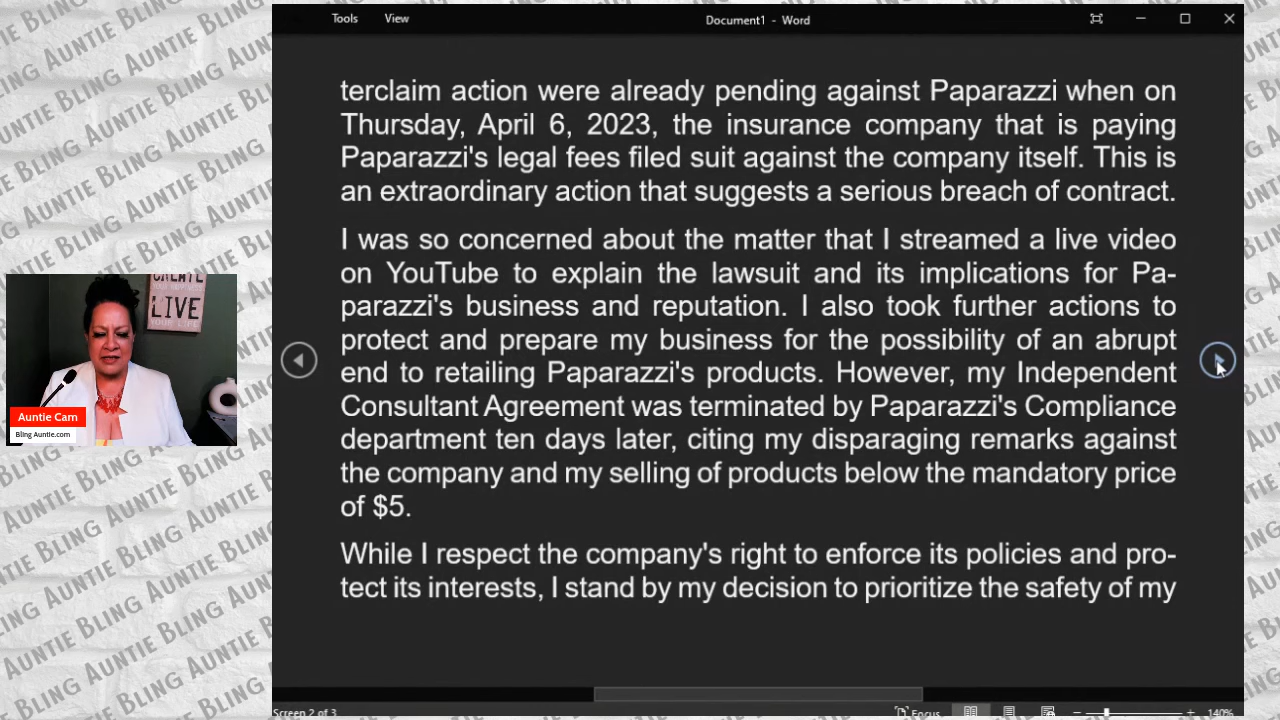 Tools View Document1 - Word
terclaim action were already pending against Paparazzi when on
Thursday, April 6, 2023, the insurance company that is paying
Paparazzi's legal fees filed suit against the company itself. This is
an extraordinary action that suggests a serious breach of contract.
I was so concerned about the matter that I streamed a live video
on YouTube to explain the lawsuit and its implications for Pa-
parazzi's business and reputation. I also took further actions to
protect and prepare my business for the possibility of an abrupt
end to retailing Paparazzi's products. However, my Independent
Consultant Agreement was terminated by Paparazzi's Compliance
department ten days later, citing my disparaging remarks against
the company and my selling of products below the mandatory price
of $5.
While I respect the company's right to enforce its policies and pro-
tect its interests, I stand by my decision to prioritize the safety of my
Screen 2 of 3 Focus 140%
CREATE
LIVE
Auntie Cam
Bling Auntie.com
BLING AUNTIE